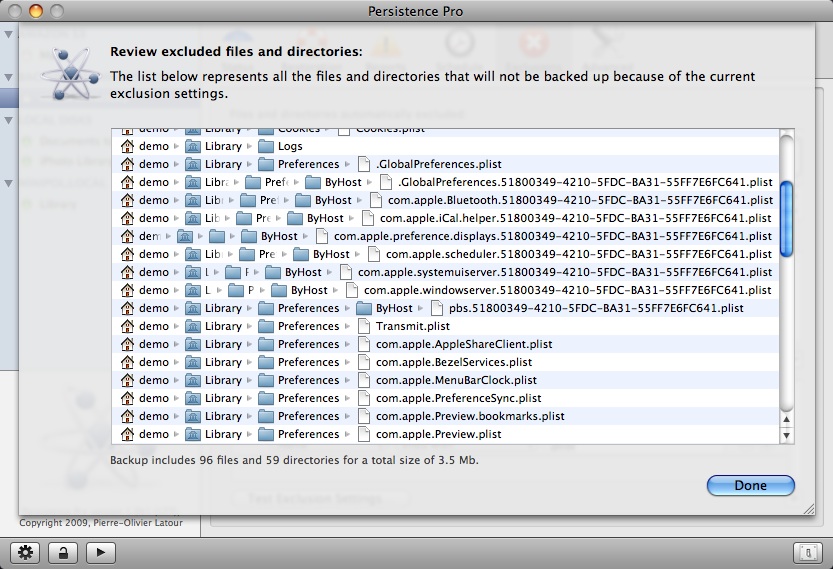 Persistence Pro
Review excluded files and directories:
The list below represents all the files and directories that will not be backed up because of the current
exclusion settings.
demo Library Cookies Cookies.plist
demo Library Logs
demo Library Preferences .GlobalPreferences.plist
demo Libra Pref ByHost .GlobalPreferences.51800349-4210-5FDC-BA31-55FF7E6FC641.plist
demo Lib Pre ByHost com.apple.Bluetooth.51800349-4210-5FDC-BA31-55FF7E6FC641.plist
demo Lib Pre ByHost com.apple.iCal.helper.51800349-4210-5FDC-BA31-55FF7E6FC641.plist
dem ByHost com.apple.preference.displays.51800349-4210-5FDC-BA31-55FF7E6FC641.plist
demo Lib Pre ByHost com.apple.scheduler.51800349-4210-5FDC-BA31-55FF7E6FC641.plist
demo L F ByHost com.apple.systemuiserver.51800349-4210-5FDC-BA31-55FF7E6FC641.plist
demo L P ByHost com.apple.windowserver.51800349-4210-5FDC-BA31-55FF7E6FC641.plist
demo Library Preferences ByHost pbs.51800349-4210-5FDC-BA31-55FF7E6FC641.plist
demo Library Preferences Transmit.plist
demo Library Preferences com.apple.AppleShareClient.plist
demo Library Preferences com.apple.BezelServices.plist
demo Library Preferences com.apple.MenuBarClock.plist
demo Library Preferences com.apple.PreferenceSync.plist
demo Library Preferences com.apple.Preview.bookmarks.plist
demo Library Preferences com.apple.Preview.plist
Backup includes 96 files and 59 directories for a total size of 3.5 Mb.
Done
Copyright 2009, Pierre-Olivier Latour